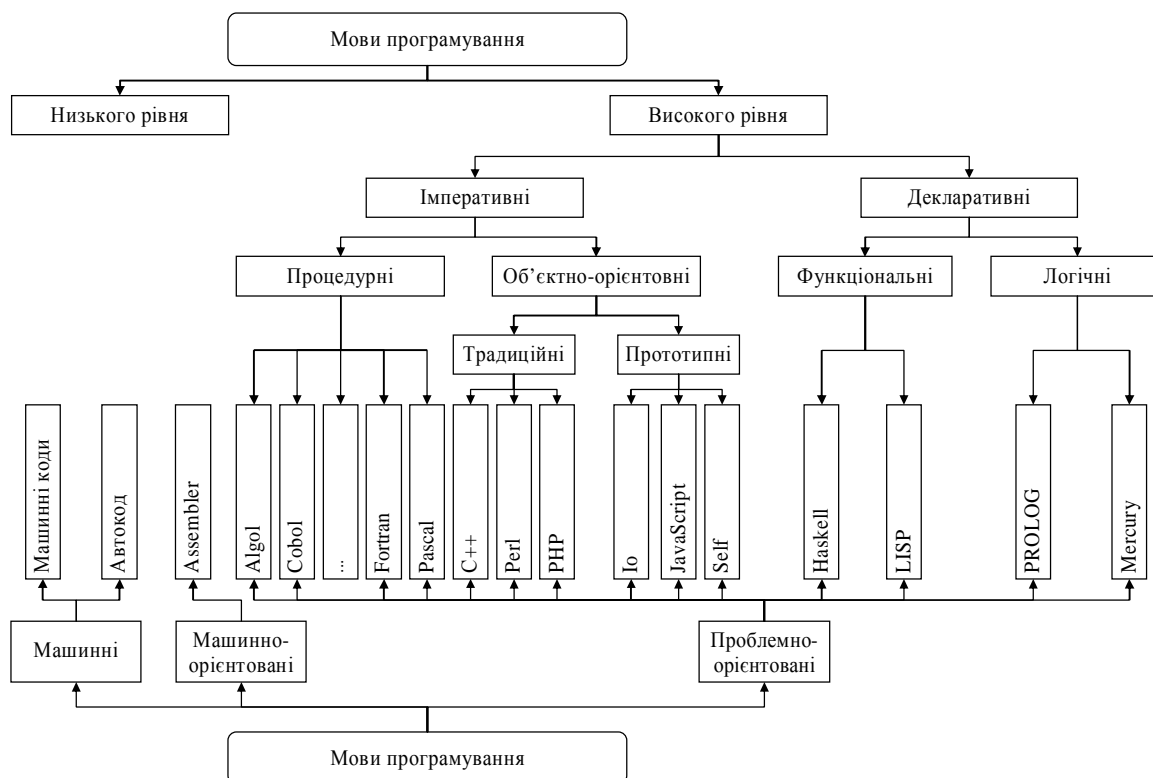 Мови програмування
Низького рівня
Високого рівня
Імперативні
Декларативні
Процедурні
Об’єктно-орієнтовні
Функціональні
Логічні
Традиційні
Прототипні
Машинні коди
Автокод
Assembler
Algol
Cobol
...
Fortran
Pascal
C++
Perl
PHP
Io
JavaScript
Self
Haskell
LISP
PROLOG
Mercury
Машинні
Машинно-
орієнтовані
Проблемно-
орієнтовані
Мови програмування